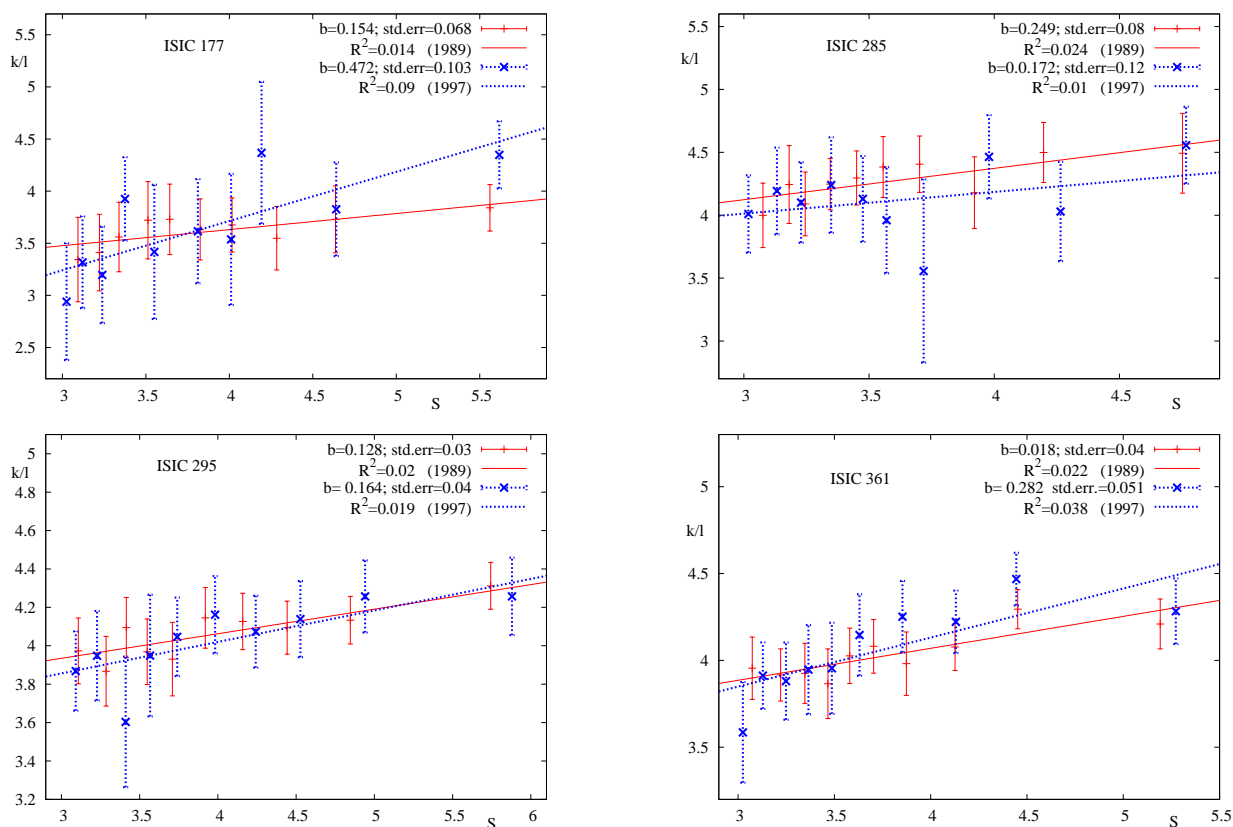 ISIC 177
b=0.154; std.err=0.068
R2=0.014 (1989)
b=0.472; std.err=0.103
R2=0.09 (1997)
k/l
5.5
5
4.5
4
3.5
3
2.5
3 3.5 4 4.5 5 5.5
S
ISIC 285
b=0.249; std.err=0.08
R2=0.024 (1989)
b=0.0.172; std.err=0.12
R2=0.01 (1997)
k/l
5.5
5
4.5
4
3.5
3
3 3.5 4 4.5
S
ISIC 295
b=0.128; std.err=0.03
R2=0.02 (1989)
b= 0.164; std.err=0.04
R2=0.019 (1997)
k/l
5
4.8
4.6
4.4
4.2
4
3.8
3.6
3.4
3.2
3 3.5 4 4.5 5 5.5 6
S
ISIC 361
b=0.018; std.err=0.04
R2=0.022 (1989)
b= 0.282 std.err.=0.051
R2=0.038 (1997)
k/l
5
4.5
4
3.5
3 3.5 4 4.5 5 5.5
S